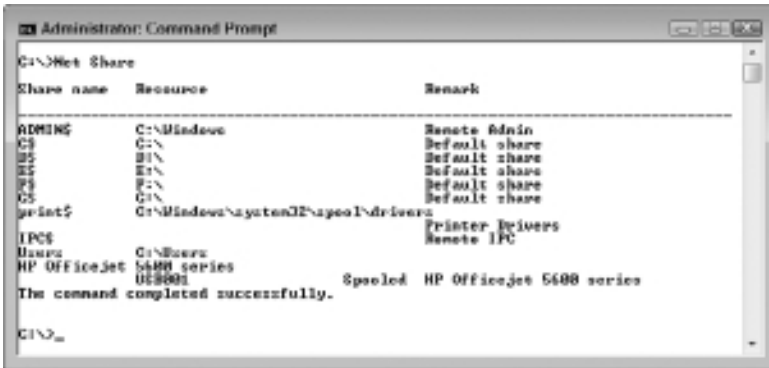 Administrator: Command Prompt
C:\>Net Share
Share name Resource Remark
ADMIN$ C:\Windows Remote Admin
C$ C:\ Default share
D$ D:\ Default share
E$ E:\ Default share
F$ F:\ Default share
G$ G:\ Default share
print$ C:\Windows\system32\spool\drivers
Printer Drivers
IPC$ Remote IPC
Users C:\Users
HP Officejet 5600 series
USB001 Spooled HP Officejet 5600 series
The command completed successfully.
C:\>_